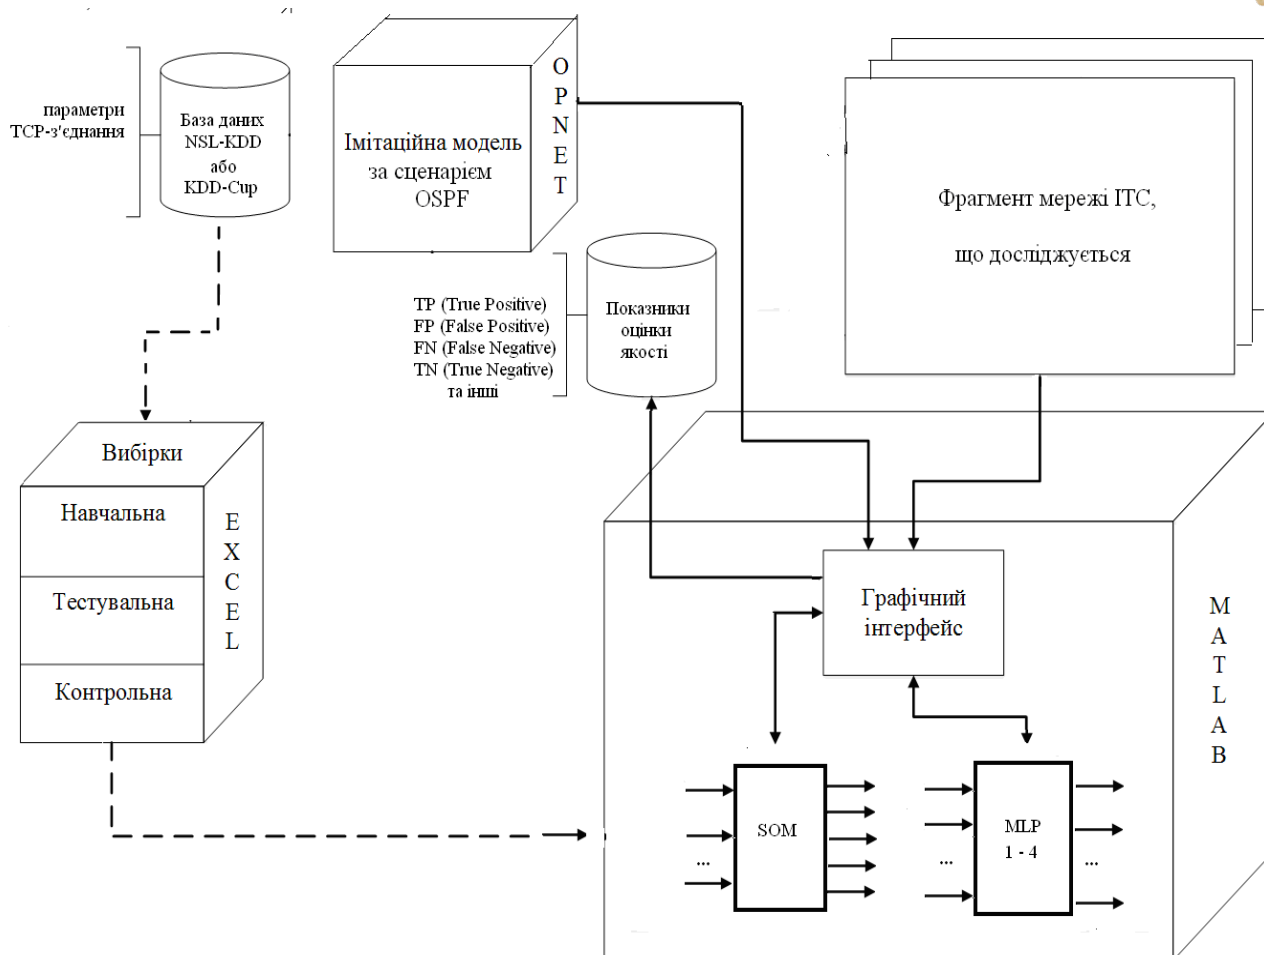 параметри
TCP-з'єднання
База даних
NSL-KDD
або
KDD-Cup
Імітаційна модель
за сценарієм
OSPF
O
P
N
E
T
Фрагмент мережі ІТС,
що досліджується
TP (True Positive)
FP (False Positive)
FN (False Negative)
TN (True Negative)
та інші
Показники
оцінки
якості
Вибірки
Навчальна
Тестувальна
Контрольна
E
X
C
E
L
Графічний
інтерфейс
M
A
T
L
A
B
SOM
...
MLP
1 - 4
...
...